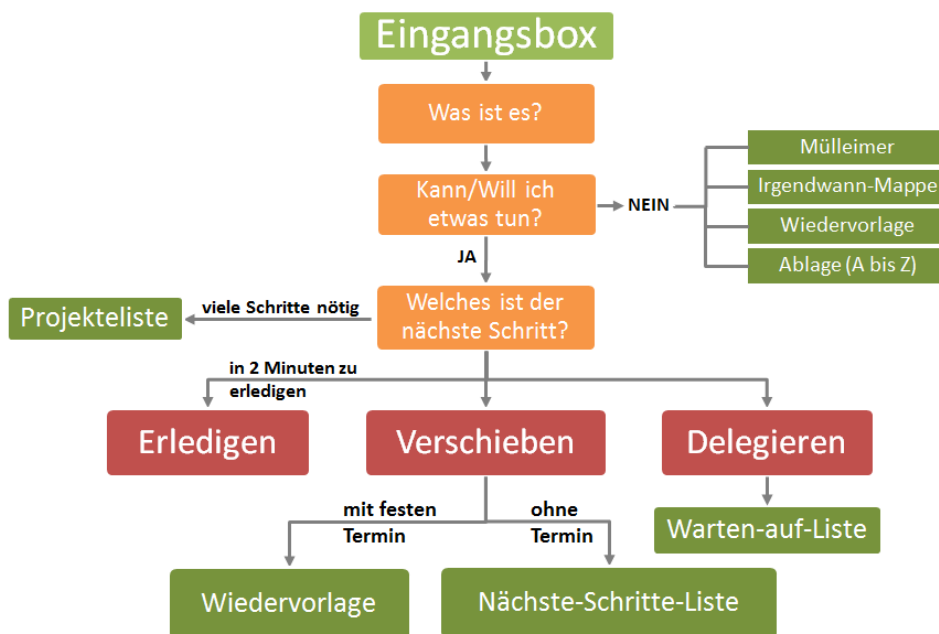 Eingangsbox
Was ist es?
Kann/Will ich
etwas tun?
NEIN
Mülleimer
Irgendwann-Mappe
Wiedervorlage
Ablage (A bis Z)
JA
Welches ist der
nächste Schritt?
viele Schritte nötig
Projekteliste
in 2 Minuten zu
erledigen
Erledigen
Verschieben
Delegieren
mit festen
Termin
ohne
Termin
Warten-auf-Liste
Wiedervorlage
Nächste-Schritte-Liste